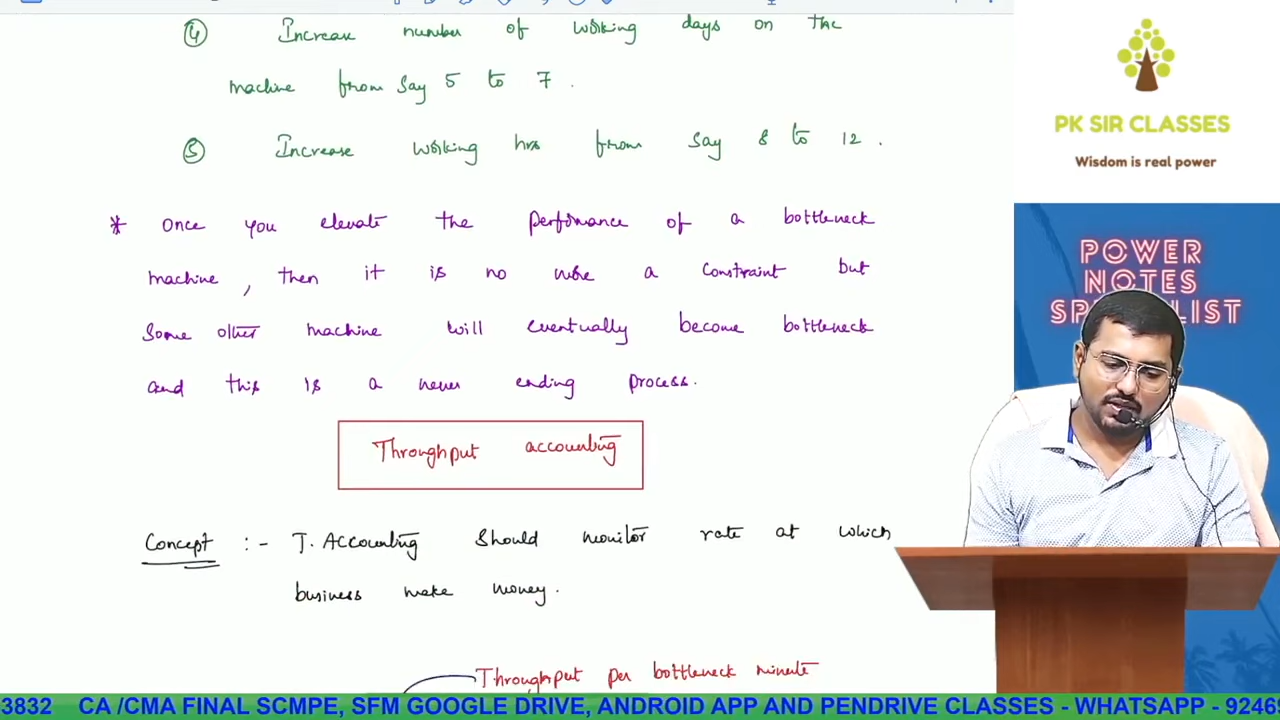 ④ Increase number of working days on the
machine from say 5 to 7.
⑤ Increase working hrs from say 8 to 12.
* Once you elevate the performance of a bottleneck
machine, then it is no more a constraint but
some other machine will eventually become bottleneck
and this is a never ending process.
Throughput accounting
Concept :- T. Accounting should monitor rate at which
business make money.
Throughput per bottleneck minute
PK SIR CLASSES
Wisdom is real power
POWER
NOTES
SP LIST
3832 CA /CMA FINAL SCMPE, SFM GOOGLE DRIVE, ANDROID APP AND PENDRIVE CLASSES - WHATSAPP - 9246